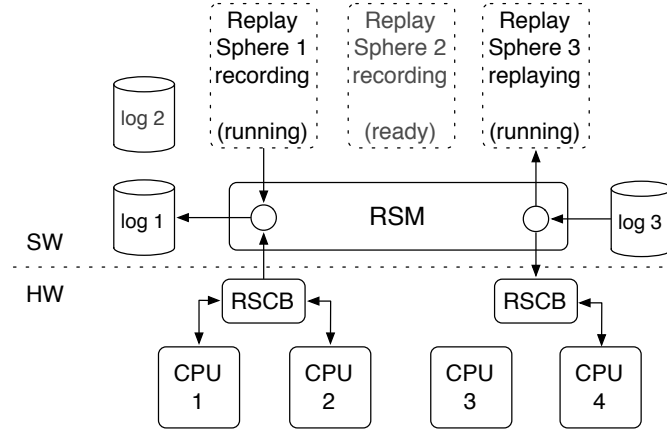 Replay
Sphere 1
recording
(running)
Replay
Sphere 2
recording
(ready)
Replay
Sphere 3
replaying
(running)
log 2
log 1
RSM
log 3
SW
HW
RSCB
RSCB
CPU
1
CPU
2
CPU
3
CPU
4